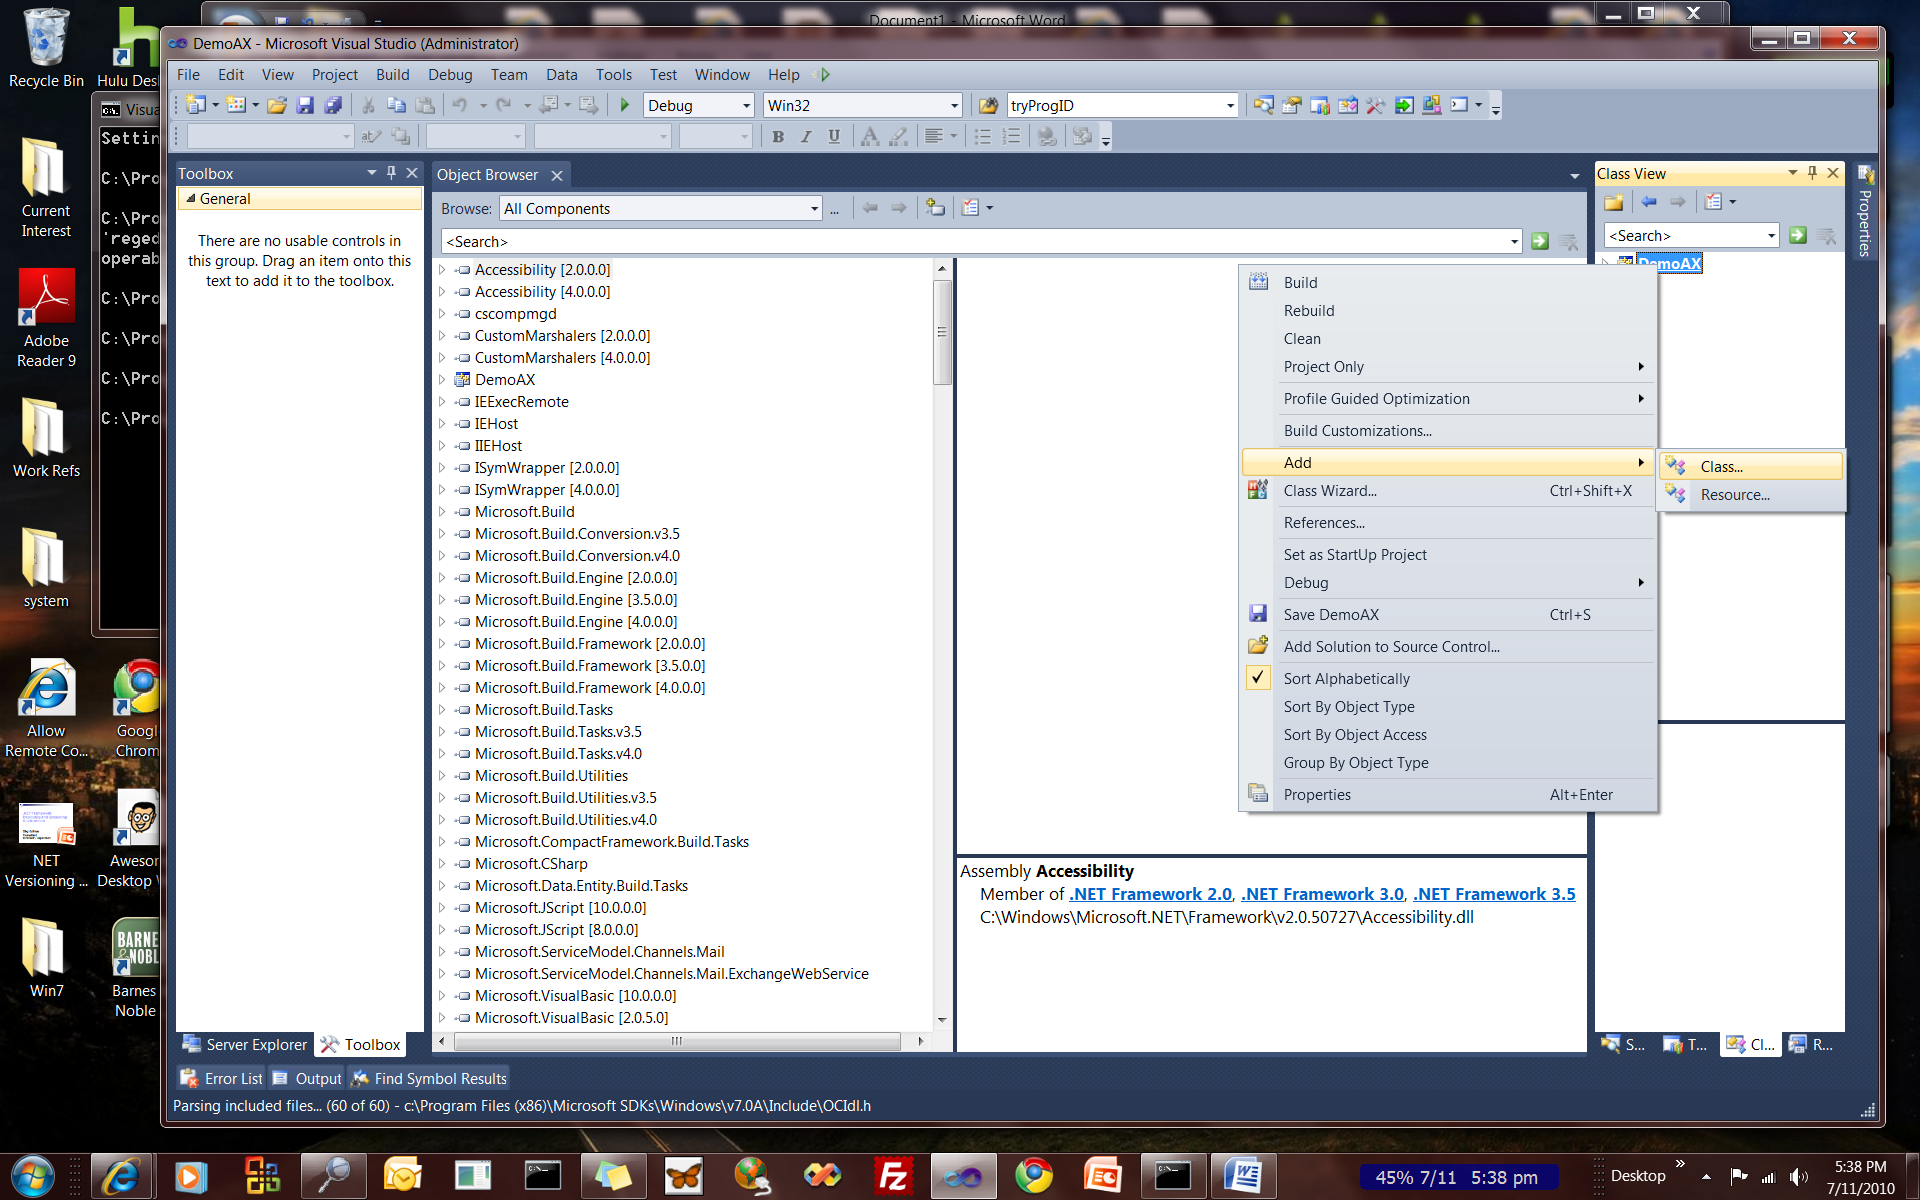 Document1 - Microsoft Word
DemoAX - Microsoft Visual Studio (Administrator)
File Edit View Project Build Debug Team Data Tools Test Window Help
Debug Win32 tryProgID
B I U
Recycle Bin
Hulu Des
Current
Interest
Adobe
Reader 9
Work Refs
system
Allow
Remote Co...
Googl
Chrom
NET
Versioning ...
Aweson
Desktop
Win7
BARNE
&NOBL
Barnes
Noble
Visua
Settin
C:\Pro
C:\Pro
'reged
operab
C:\Pro
C:\Pro
C:\Pro
C:\Pro
Toolbox
General
There are no usable controls in
this group. Drag an item onto this
text to add it to the toolbox.
Server Explorer Toolbox
Object Browser
Browse: All Components ...
<Search>
Accessibility [2.0.0.0]
Accessibility [4.0.0.0]
cscompmgd
CustomMarshalers [2.0.0.0]
CustomMarshalers [4.0.0.0]
DemoAX
IEExecRemote
IEHost
IIEHost
ISymWrapper [2.0.0.0]
ISymWrapper [4.0.0.0]
Microsoft.Build
Microsoft.Build.Conversion.v3.5
Microsoft.Build.Conversion.v4.0
Microsoft.Build.Engine [2.0.0.0]
Microsoft.Build.Engine [3.5.0.0]
Microsoft.Build.Engine [4.0.0.0]
Microsoft.Build.Framework [2.0.0.0]
Microsoft.Build.Framework [3.5.0.0]
Microsoft.Build.Framework [4.0.0.0]
Microsoft.Build.Tasks
Microsoft.Build.Tasks.v3.5
Microsoft.Build.Tasks.v4.0
Microsoft.Build.Utilities
Microsoft.Build.Utilities.v3.5
Microsoft.Build.Utilities.v4.0
Microsoft.CompactFramework.Build.Tasks
Microsoft.CSharp
Microsoft.Data.Entity.Build.Tasks
Microsoft.JScript [10.0.0.0]
Microsoft.JScript [8.0.0.0]
Microsoft.ServiceModel.Channels.Mail
Microsoft.ServiceModel.Channels.Mail.ExchangeWebService
Microsoft.VisualBasic [10.0.0.0]
Microsoft.VisualBasic [2.0.5.0]
Assembly Accessibility
Member of .NET Framework 2.0, .NET Framework 3.0, .NET Framework 3.5
C:\Windows\Microsoft.NET\Framework\v2.0.50727\Accessibility.dll
Class View
<Search>
DemoAX
Properties
Build
Rebuild
Clean
Project Only
Profile Guided Optimization
Build Customizations...
Add
Class Wizard... Ctrl+Shift+X
References...
Set as StartUp Project
Debug
Save DemoAX Ctrl+S
Add Solution to Source Control...
Sort Alphabetically
Sort By Object Type
Sort By Object Access
Group By Object Type
Properties Alt+Enter
Class...
Resource...
S... T... Cl... R...
Error List Output Find Symbol Results
Parsing included files... (60 of 60) - c:\Program Files (x86)\Microsoft SDKs\Windows\v7.0A\Include\OCIdl.h
45% 7/11 5:38 pm
Desktop
5:38 PM
7/11/2010